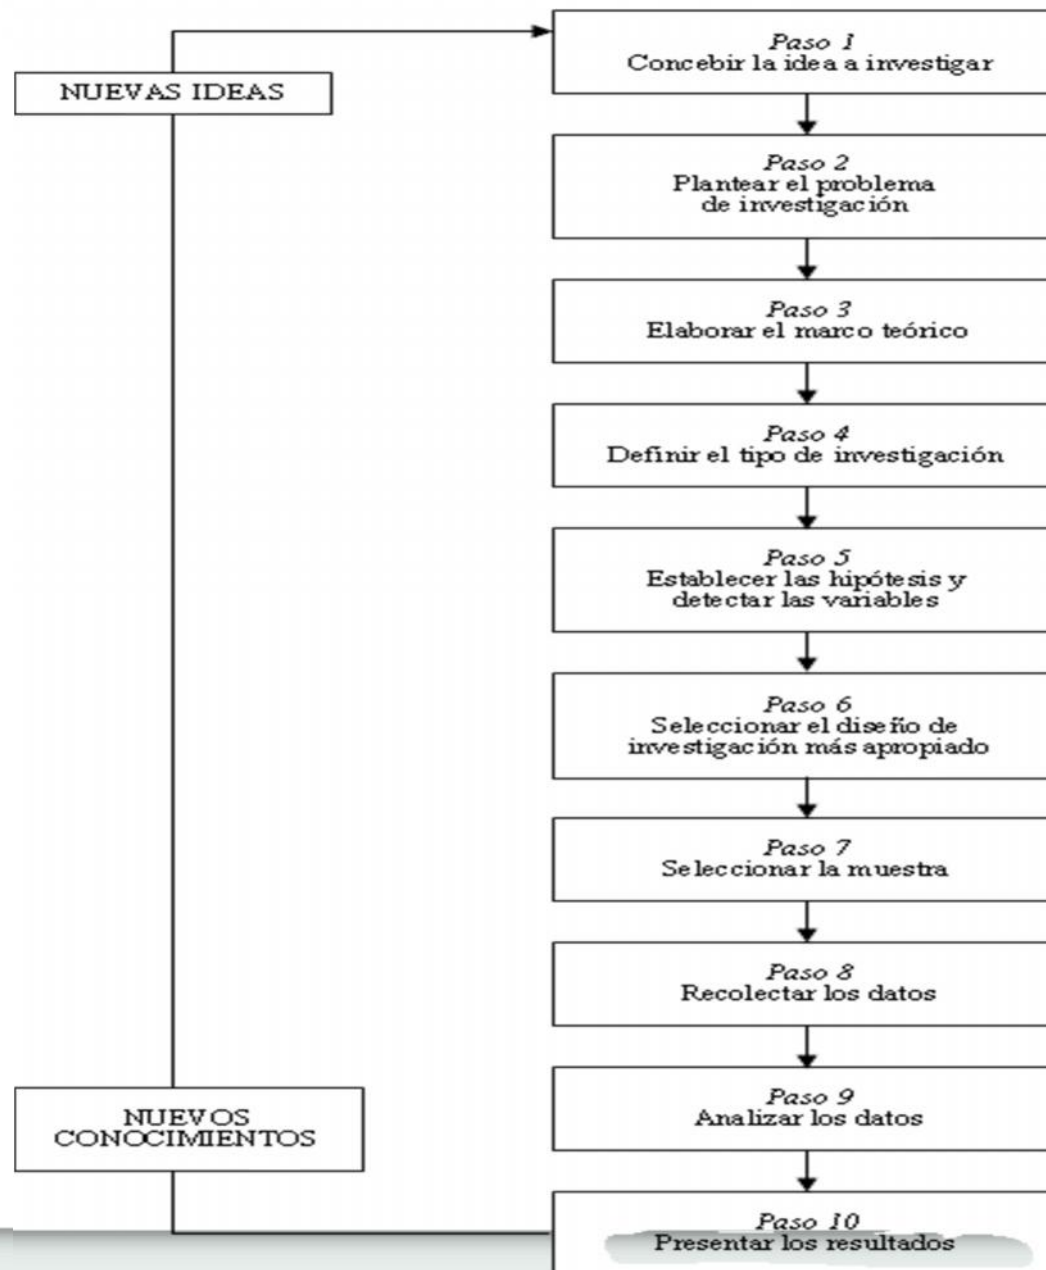 NUEVAS IDEAS
Paso 1
Concebir la idea a investigar
Paso 2
Plantear el problema
de investigación
Paso 3
Elaborar el marco teórico
Paso 4
Definir el tipo de investigación
Paso 5
Establecer las hipótesis y
detectar las variables
Paso 6
Seleccionar el diseño de
investigación más apropiado
Paso 7
Seleccionar la muestra
Paso 8
Recolectar los datos
Paso 9
Analizar los datos
NUEVOS
CONOCIMIENTOS
Paso 10
Presentar los resultados